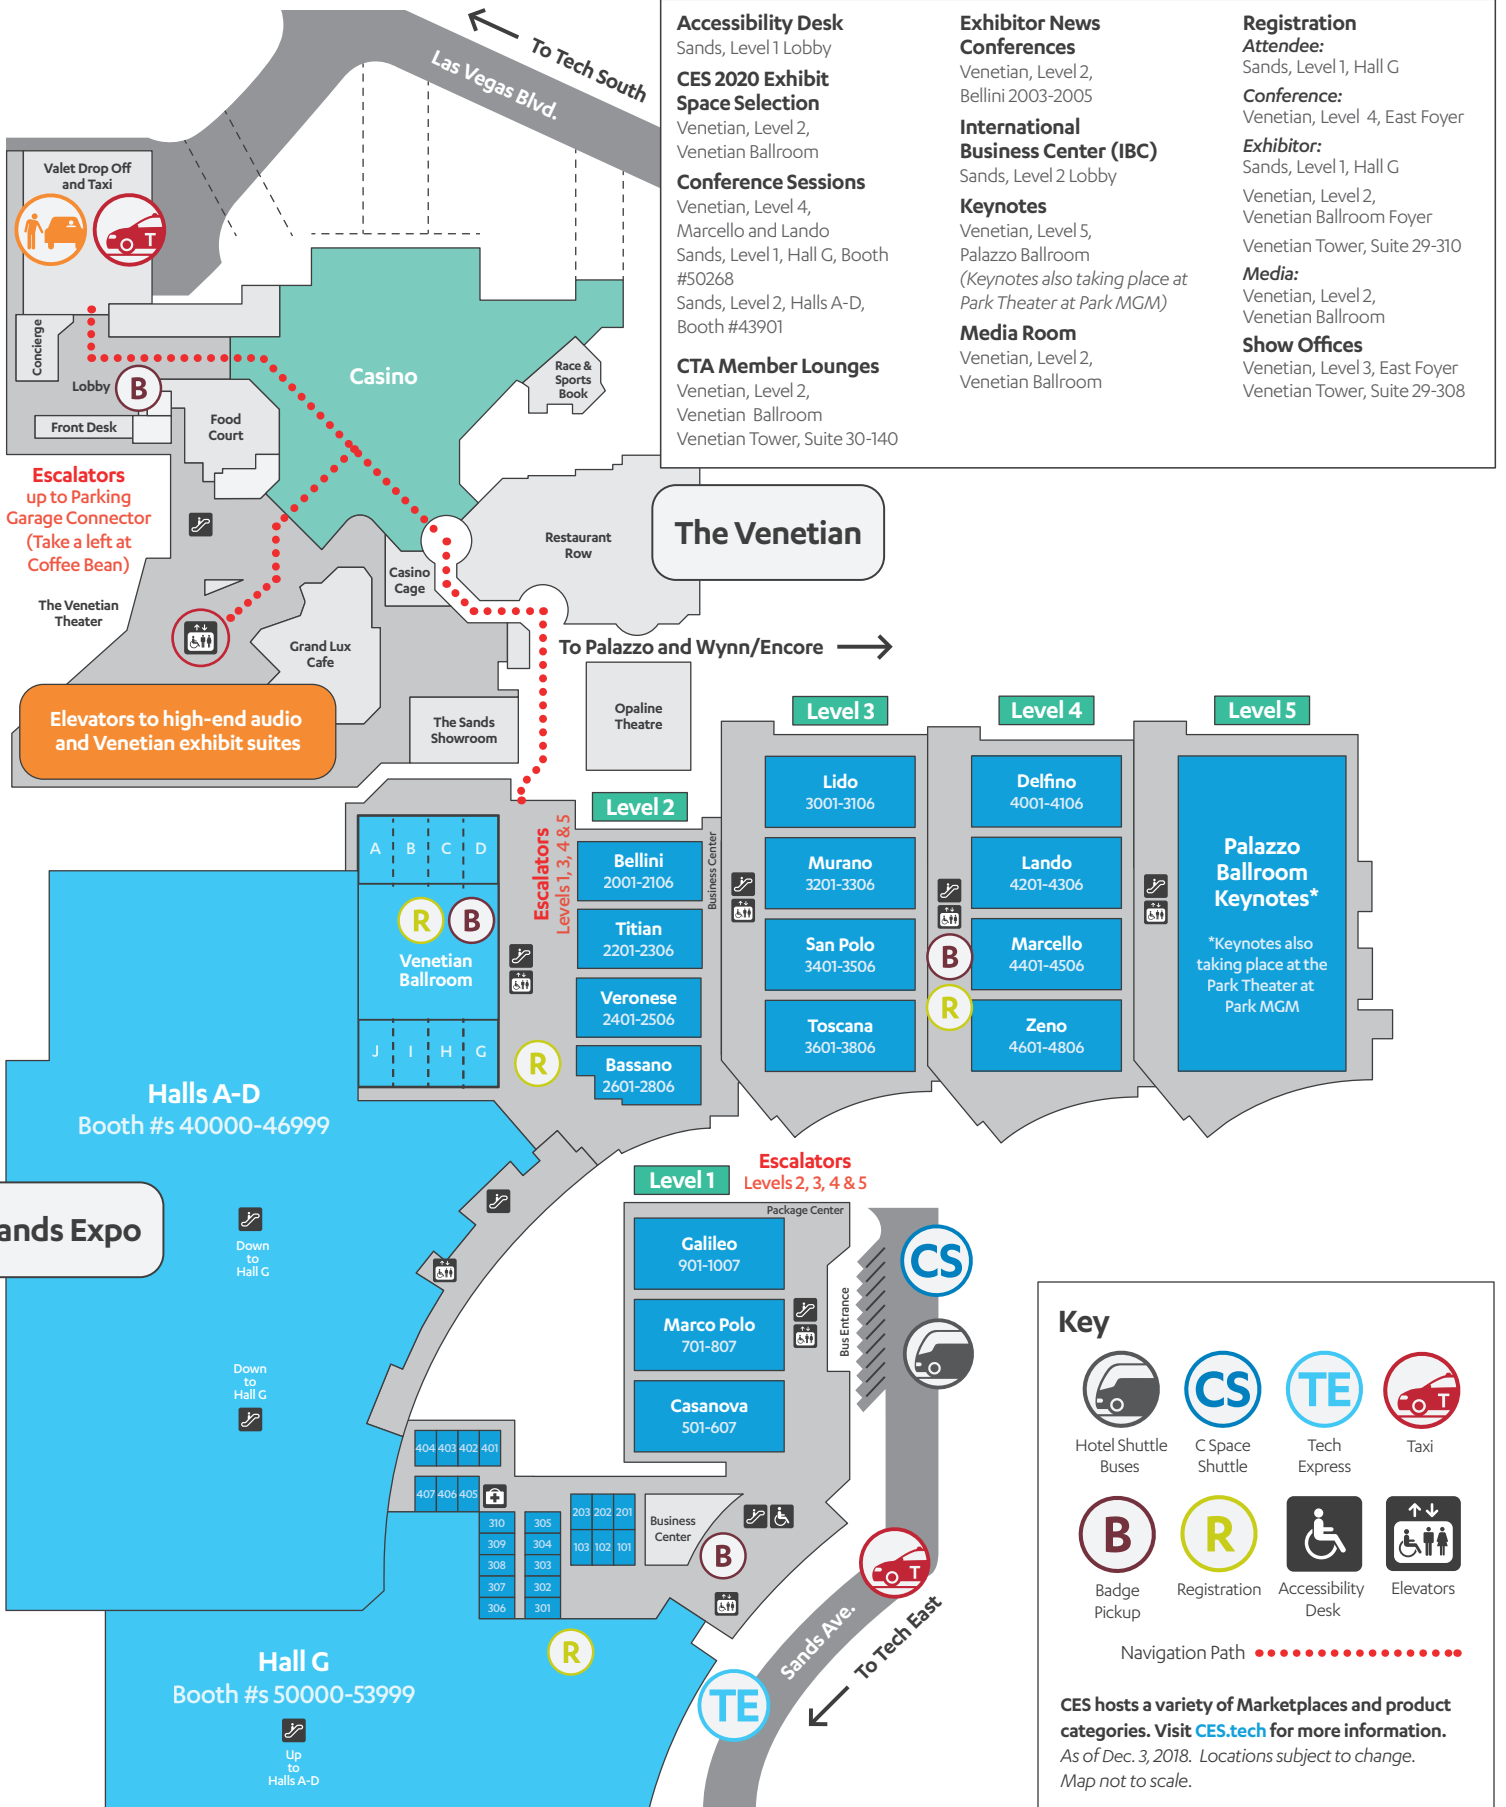 Accessibility Desk
Sands, Level 1 Lobby
CES 2020 Exhibit
Space Selection
Venetian, Level 2,
Venetian Ballroom
Conference Sessions
Venetian, Level 4,
Marcello and Lando
Sands, Level 1, Hall G, Booth
#50268
Sands, Level 2, Halls A-D,
Booth #43901
CTA Member Lounges
Venetian, Level 2,
Venetian Ballroom
Venetian Tower, Suite 30-140
Exhibitor News
Conferences
Venetian, Level 2,
Bellini 2003-2005
International
Business Center (IBC)
Sands, Level 2 Lobby
Keynotes
Venetian, Level 5,
Palazzo Ballroom
(Keynotes also taking place at
Park Theater at Park MGM)
Media Room
Venetian, Level 2,
Venetian Ballroom
Registration
Attendee:
Sands, Level 1, Hall G
Conference:
Venetian, Level 4, East Foyer
Exhibitor:
Sands, Level 1, Hall G
Venetian, Level 2,
Venetian Ballroom Foyer
Venetian Tower, Suite 29-310
Media:
Venetian, Level 2,
Venetian Ballroom
Show Offices
Venetian, Level 3, East Foyer
Venetian Tower, Suite 29-308
To Tech South
Las Vegas Blvd.
Valet Drop Off
and Taxi
T
Concierge
Lobby
B
Front Desk
Food
Court
Casino
Race &
Sports
Book
Escalators
up to Parking
Garage Connector
(Take a left at
Coffee Bean)
The Venetian
Theater
Casino
Cage
Restaurant
Row
The Venetian
Grand Lux
Cafe
To Palazzo and Wynn/Encore
Elevators to high-end audio
and Venetian exhibit suites
The Sands
Showroom
Opaline
Theatre
Level 2
Level 3
Level 4
Level 5
A
B
C
D
R
B
Venetian
Ballroom
J
I
H
G
R
Escalators
Levels 1, 3, 4 & 5
Bellini
2001-2106
Titian
2201-2306
Veronese
2401-2506
Bassano
2601-2806
Business Center
Lido
3001-3106
Murano
3201-3306
San Polo
3401-3506
Toscana
3601-3806
B
R
Delfino
4001-4106
Lando
4201-4306
Marcello
4401-4506
Zeno
4601-4806
Palazzo
Ballroom
Keynotes*
*Keynotes also
taking place at the
Park Theater at
Park MGM
Halls A-D
Booth #s 40000-46999
ands Expo
Down
to
Hall G
Down
to
Hall G
Level 1
Escalators
Levels 2, 3, 4 & 5
Package Center
Galileo
901-1007
Marco Polo
701-807
Casanova
501-607
Bus Entrance
CS
404 403 402 401
407 406 405
310
309
308
307
306
305
304
303
302
301
203 202 201
103 102 101
Business
Center
B
T
R
TE
Sands Ave.
To Tech East
Hall G
Booth #s 50000-53999
Up
to
Halls A-D
Key
CS
TE
T
Hotel Shuttle
Buses
C Space
Shuttle
Tech
Express
Taxi
B
R
Badge
Pickup
Registration
Accessibility
Desk
Elevators
Navigation Path
CES hosts a variety of Marketplaces and product
categories. Visit CES.tech for more information.
As of Dec. 3, 2018. Locations subject to change.
Map not to scale.